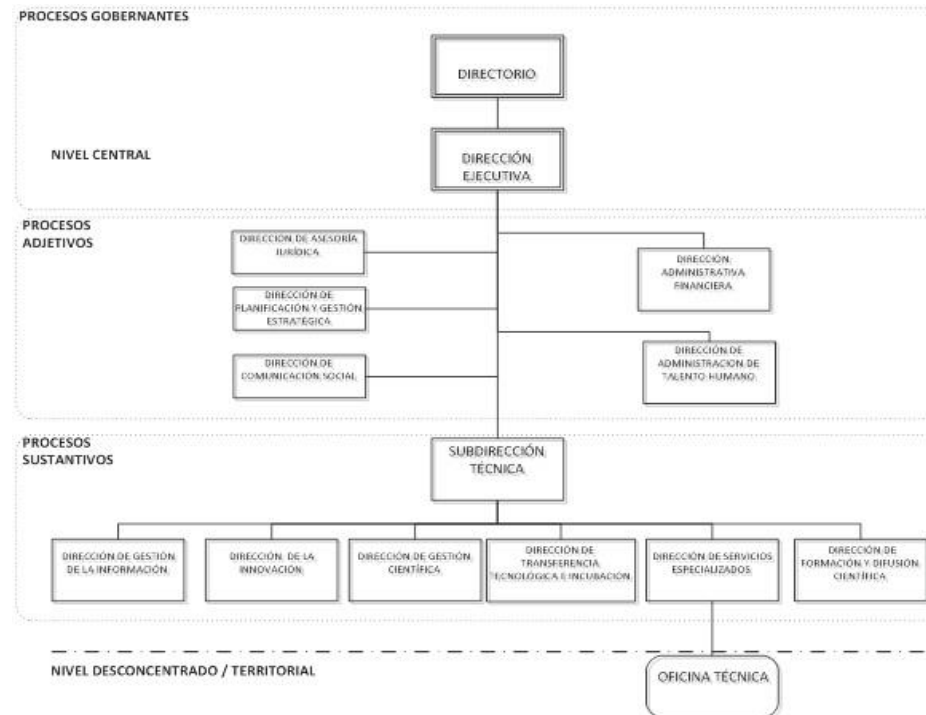 PROCESOS GOBERNANTES
DIRECTORIO
NIVEL CENTRAL
DIRECCIÓN
EJECUTIVA
PROCESOS
ADJETIVOS
DIRECCIÓN DE ASESORÍA
JURÍDICA
DIRECCIÓN
ADMINISTRATIVA
FINANCIERA
DIRECCIÓN DE
PLANIFICACIÓN Y GESTIÓN
ESTRATÉGICA
DIRECCIÓN DE
COMUNICACIÓN SOCIAL
DIRECCIÓN DE
ADMINISTRACION DE
TALENTO HUMANO
PROCESOS
SUSTANTIVOS
SUBDIRECCIÓN
TÉCNICA
DIRECCIÓN DE GESTIÓN
DE LA INFORMACIÓN
DIRECCIÓN DE LA
INNOVACIÓN
DIRECCIÓN DE GESTIÓN
CIENTÍFICA
DIRECCIÓN DE
TRANSFERENCIA
TECNOLÓGICA E INCUBACIÓN
DIRECCIÓN DE SERVICIOS
ESPECIALIZADOS
DIRECCIÓN DE
FORMACIÓN Y DIFUSIÓN
CIENTÍFICA
NIVEL DESCONCENTRADO / TERRITORIAL
OFICINA TÉCNICA